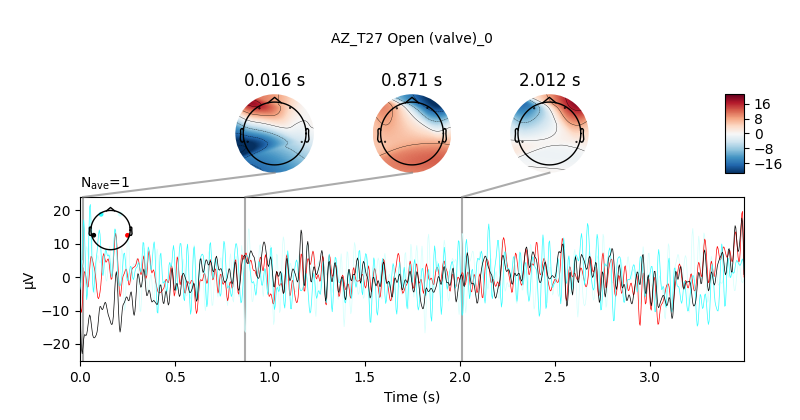 AZ_T27 Open (valve)_0
0.016 s 0.871 s 2.012 s
16
8
0
−8
−16
Nave=1
20
10
0
−10
−20
µV
0.0 0.5 1.0 1.5 2.0 2.5 3.0
Time (s)